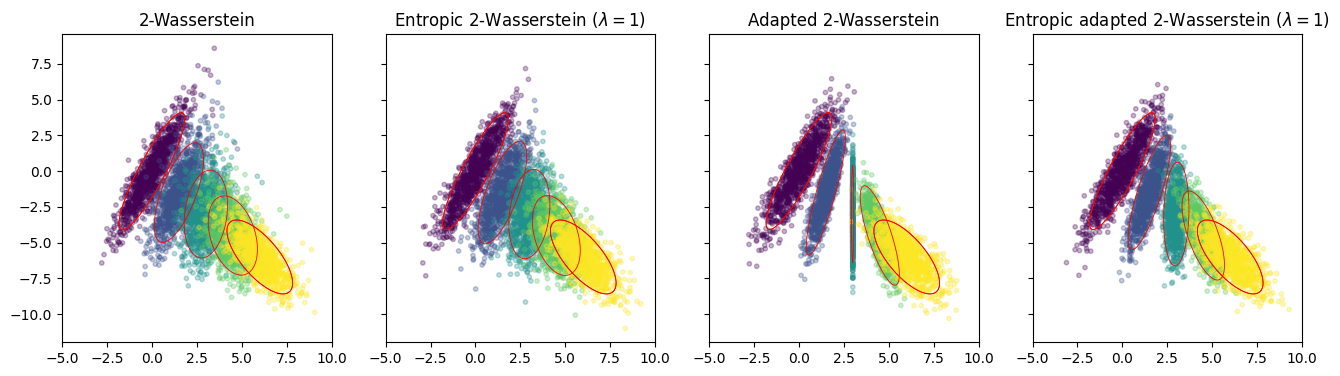 2-Wasserstein
Entropic 2-Wasserstein (λ = 1)
Adapted 2-Wasserstein
Entropic adapted 2-Wasserstein (λ = 1)
7.5
5.0
2.5
0.0
−2.5
−5.0
−7.5
−10.0
−5.0 −2.5 0.0 2.5 5.0 7.5 10.0
−5.0 −2.5 0.0 2.5 5.0 7.5 10.0
−5.0 −2.5 0.0 2.5 5.0 7.5 10.0
−5.0 −2.5 0.0 2.5 5.0 7.5 10.0